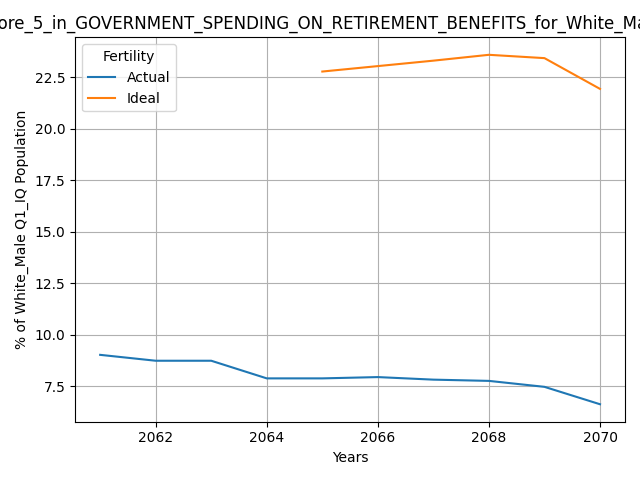 ore_5_in_GOVERNMENT_SPENDING_ON_RETIREMENT_BENEFITS_for_White_Ma
Fertility
Actual
Ideal
% of White_Male Q1_IQ Population
22.5
20.0
17.5
15.0
12.5
10.0
7.5
2062 2064 2066 2068 2070
Years